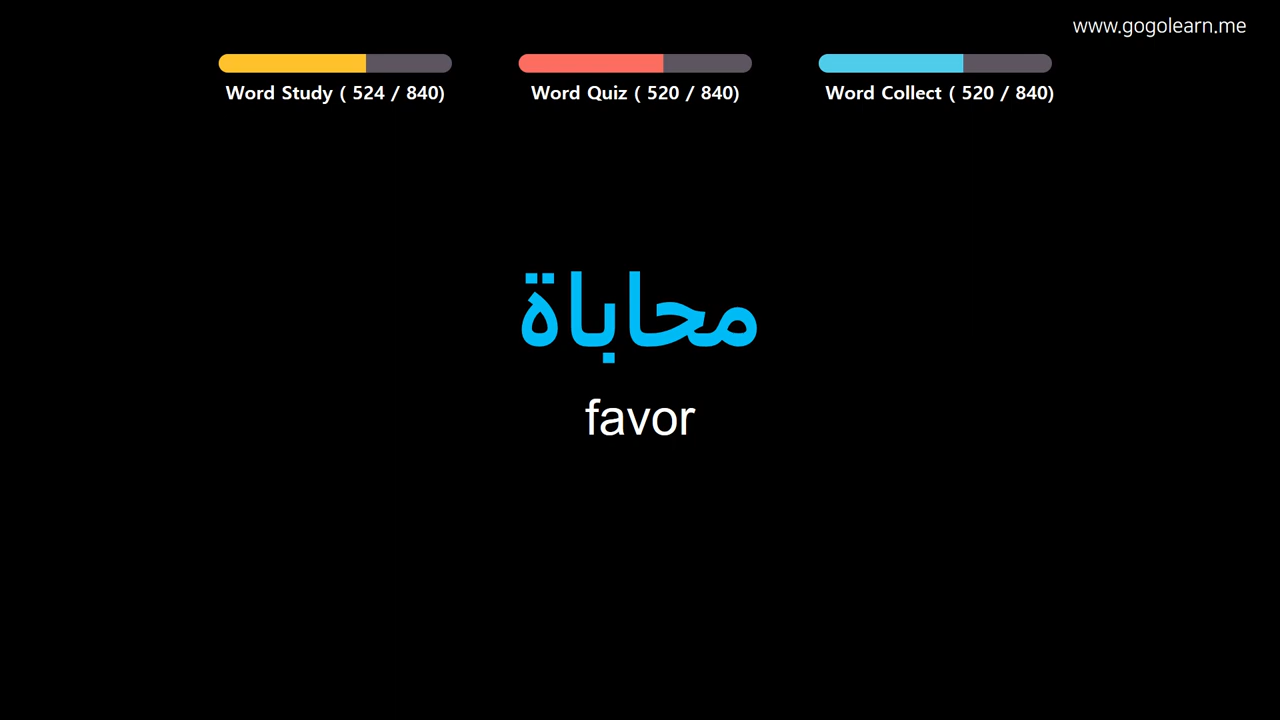 www.gogolearn.me
Word Study ( 524 / 840)
Word Quiz ( 520 / 840)
Word Collect ( 520 / 840)
محاباة
favor